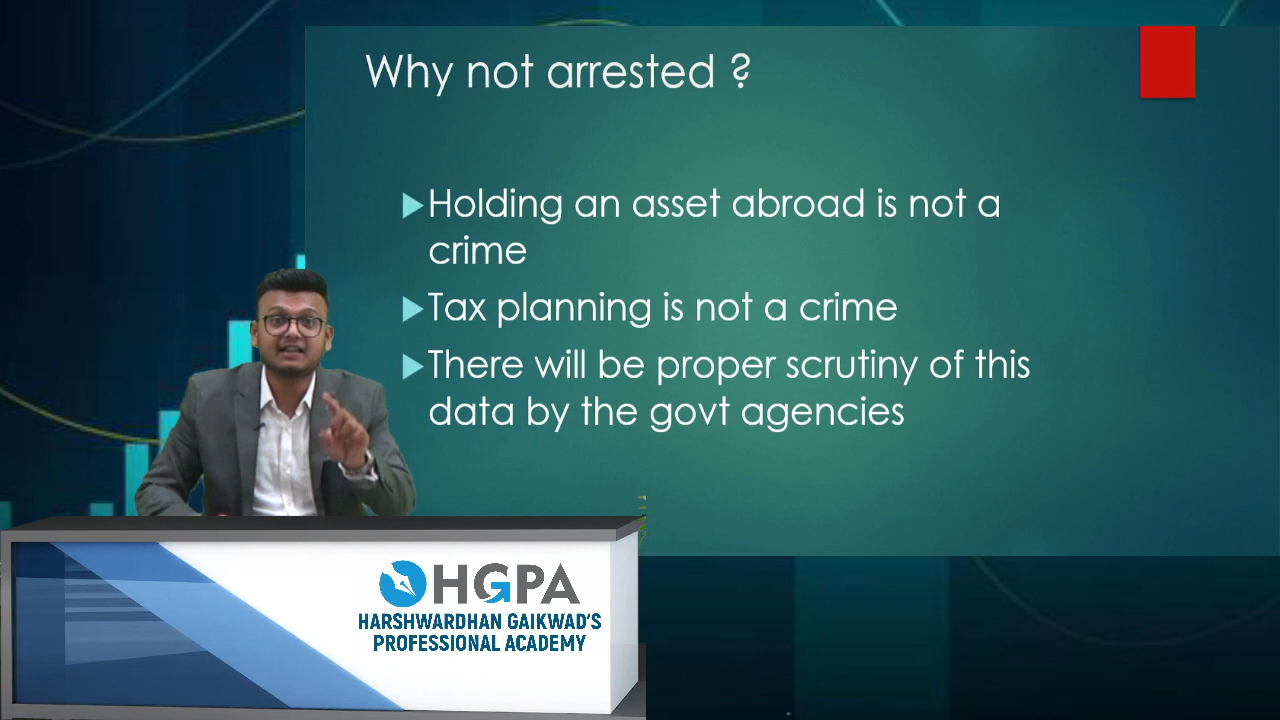 Why not arrested ?
Holding an asset abroad is not a
crime
Tax planning is not a crime
There will be proper scrutiny of this
data by the govt agencies
HGPA
HARSHWARDHAN GAIKWAD'S
PROFESSIONAL ACADEMY